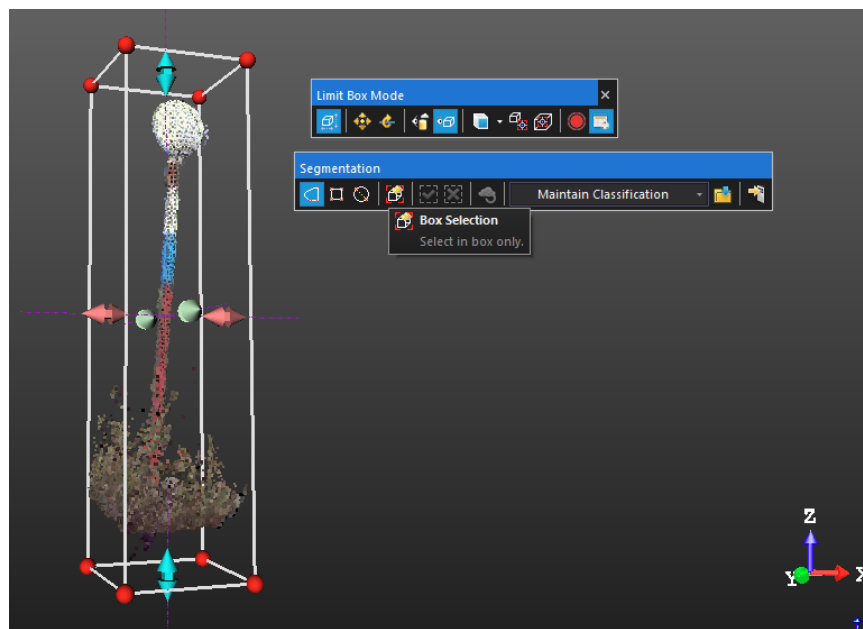 Limit Box Mode
Segmentation
Maintain Classification
Box Selection
Select in box only.
Z
Y
X